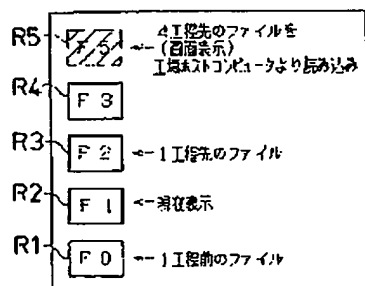 R5
F 5
4工程先のファイルを
(画面表示)
工場ホストコンピュータより読み込み
R4
F 3
R3
F 2
1工程先のファイル
R2
F 1
現在表示
R1
F 0
1工程前のファイル